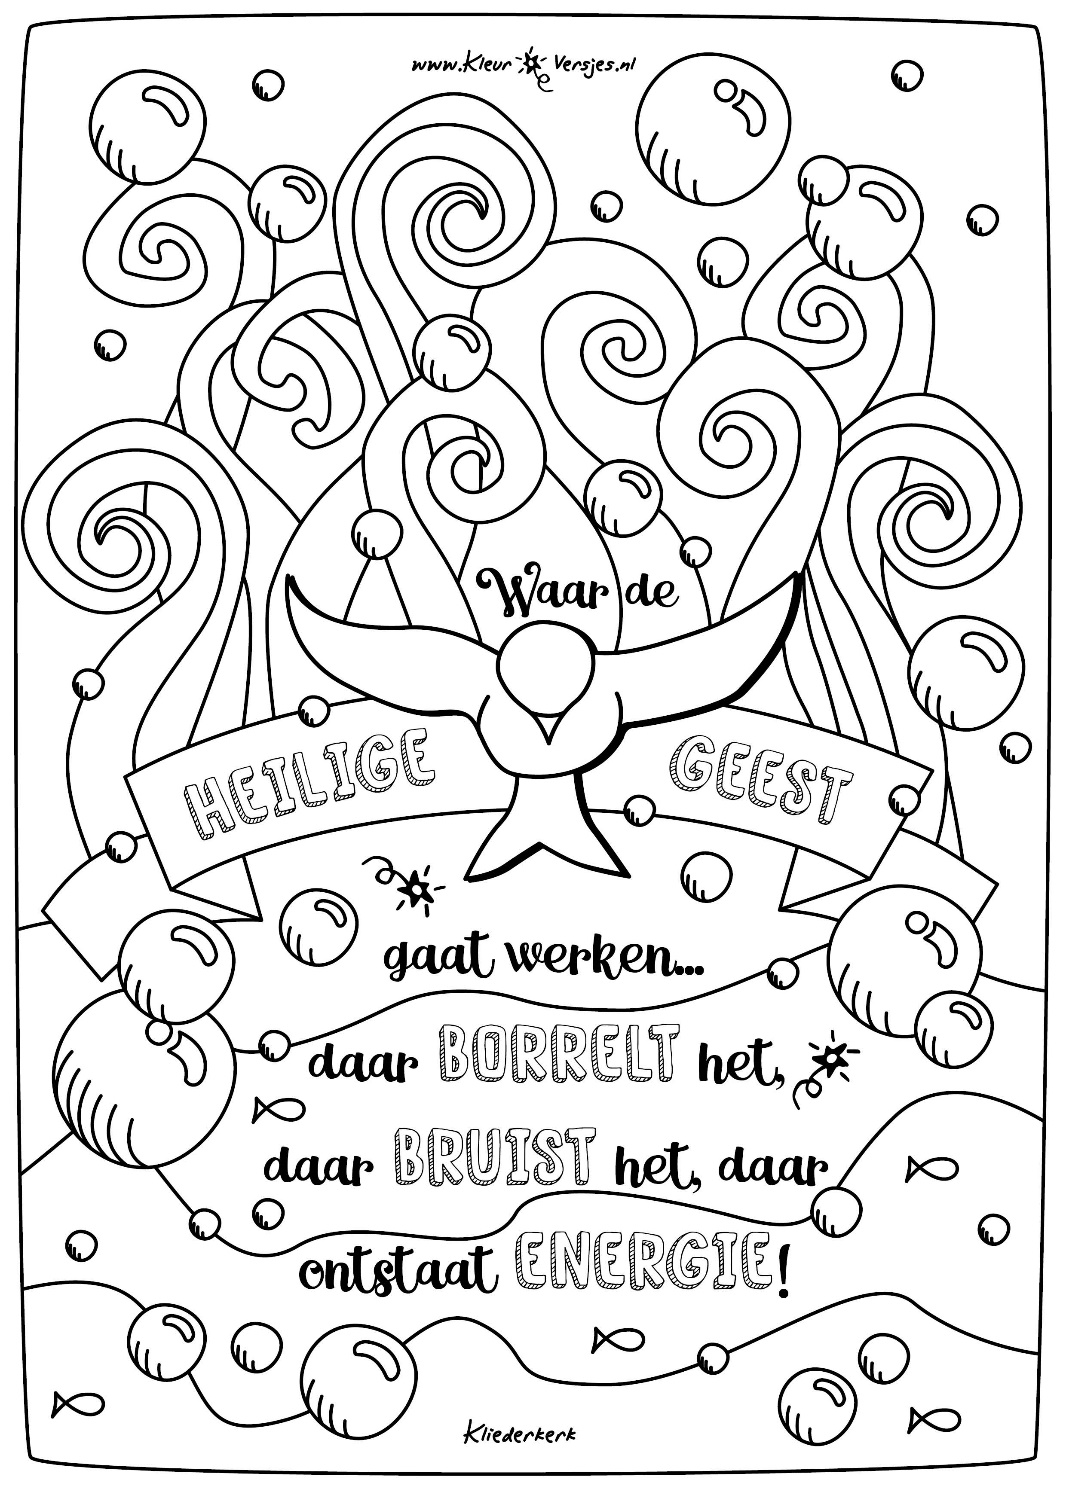 www.KleurVersjes.nl
Waar de
HEILIGE GEEST
gaat werken...
daar BORRELT het,
daar BRUIST het, daar
ontstaat ENERGIE!
Kliederkerk